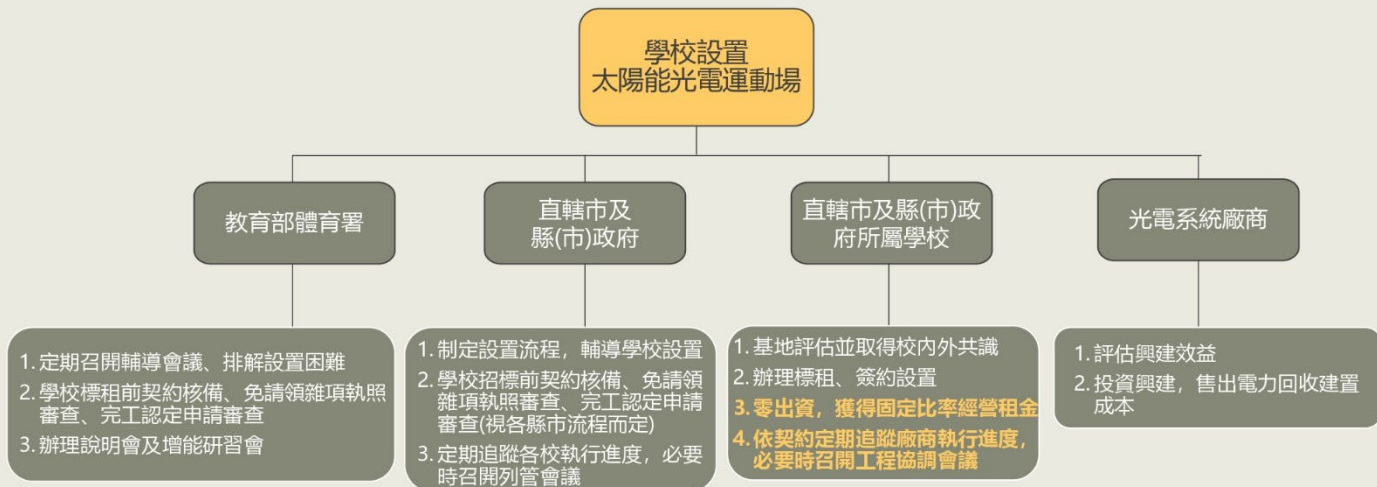 學校設置
太陽能光電運動場
教育部體育署
直轄市及
縣(市)政府
直轄市及縣(市)政
府所屬學校
光電系統廠商
1. 定期召開輔導會議、排解設置困難
2. 學校標租前契約核備、免請領雜項執照
審查、完工認定申請審查
3. 辦理說明會及增能研習會
1. 制定設置流程，輔導學校設置
2. 學校招標前契約核備、免請領
雜項執照審查、完工認定申請
審查(視各縣市流程而定)
3. 定期追蹤各校執行進度，必要
時召開列管會議
1. 基地評估並取得校內外共識
2. 辦理標租、簽約設置
3. 零出資，獲得固定比率經營租金
4. 依契約定期追蹤廠商執行進度，
必要時召開工程協調會議
1. 評估興建效益
2. 投資興建，售出電力回收建置
成本